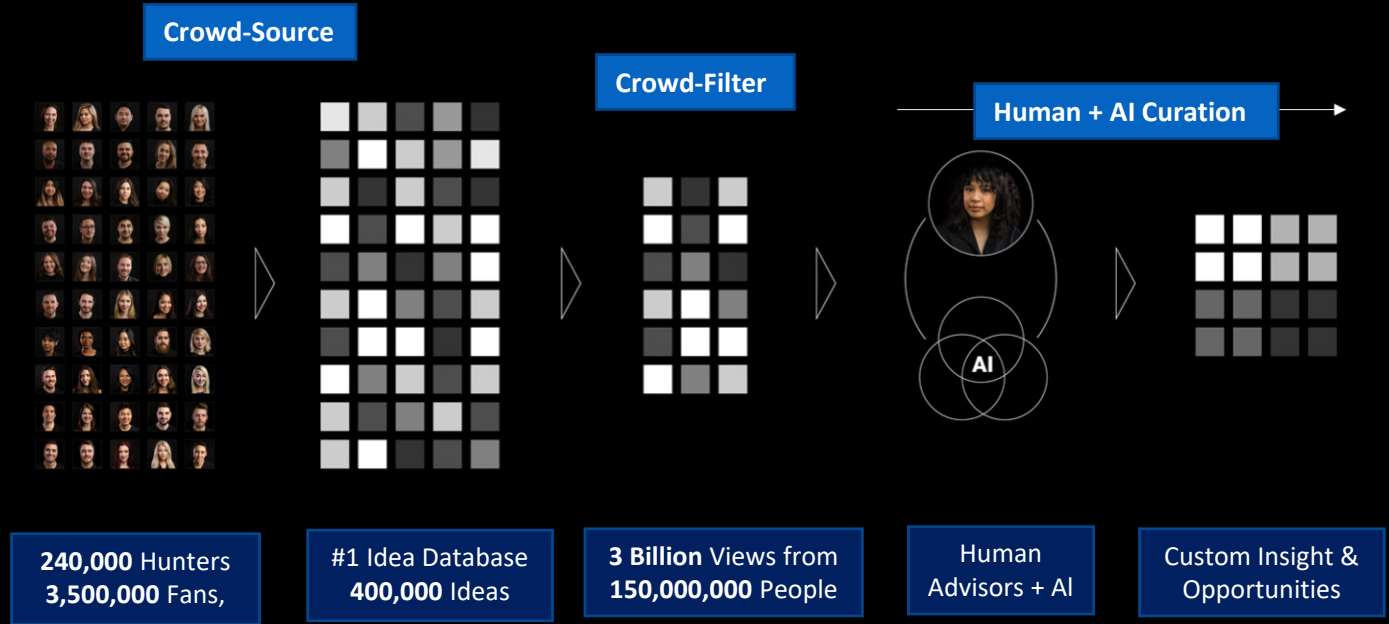 Crowd-Source
Crowd-Filter
Human + AI Curation
AI
240,000 Hunters
3,500,000 Fans,
#1 Idea Database
400,000 Ideas
3 Billion Views from
150,000,000 People
Human
Advisors + AI
Custom Insight &
Opportunities